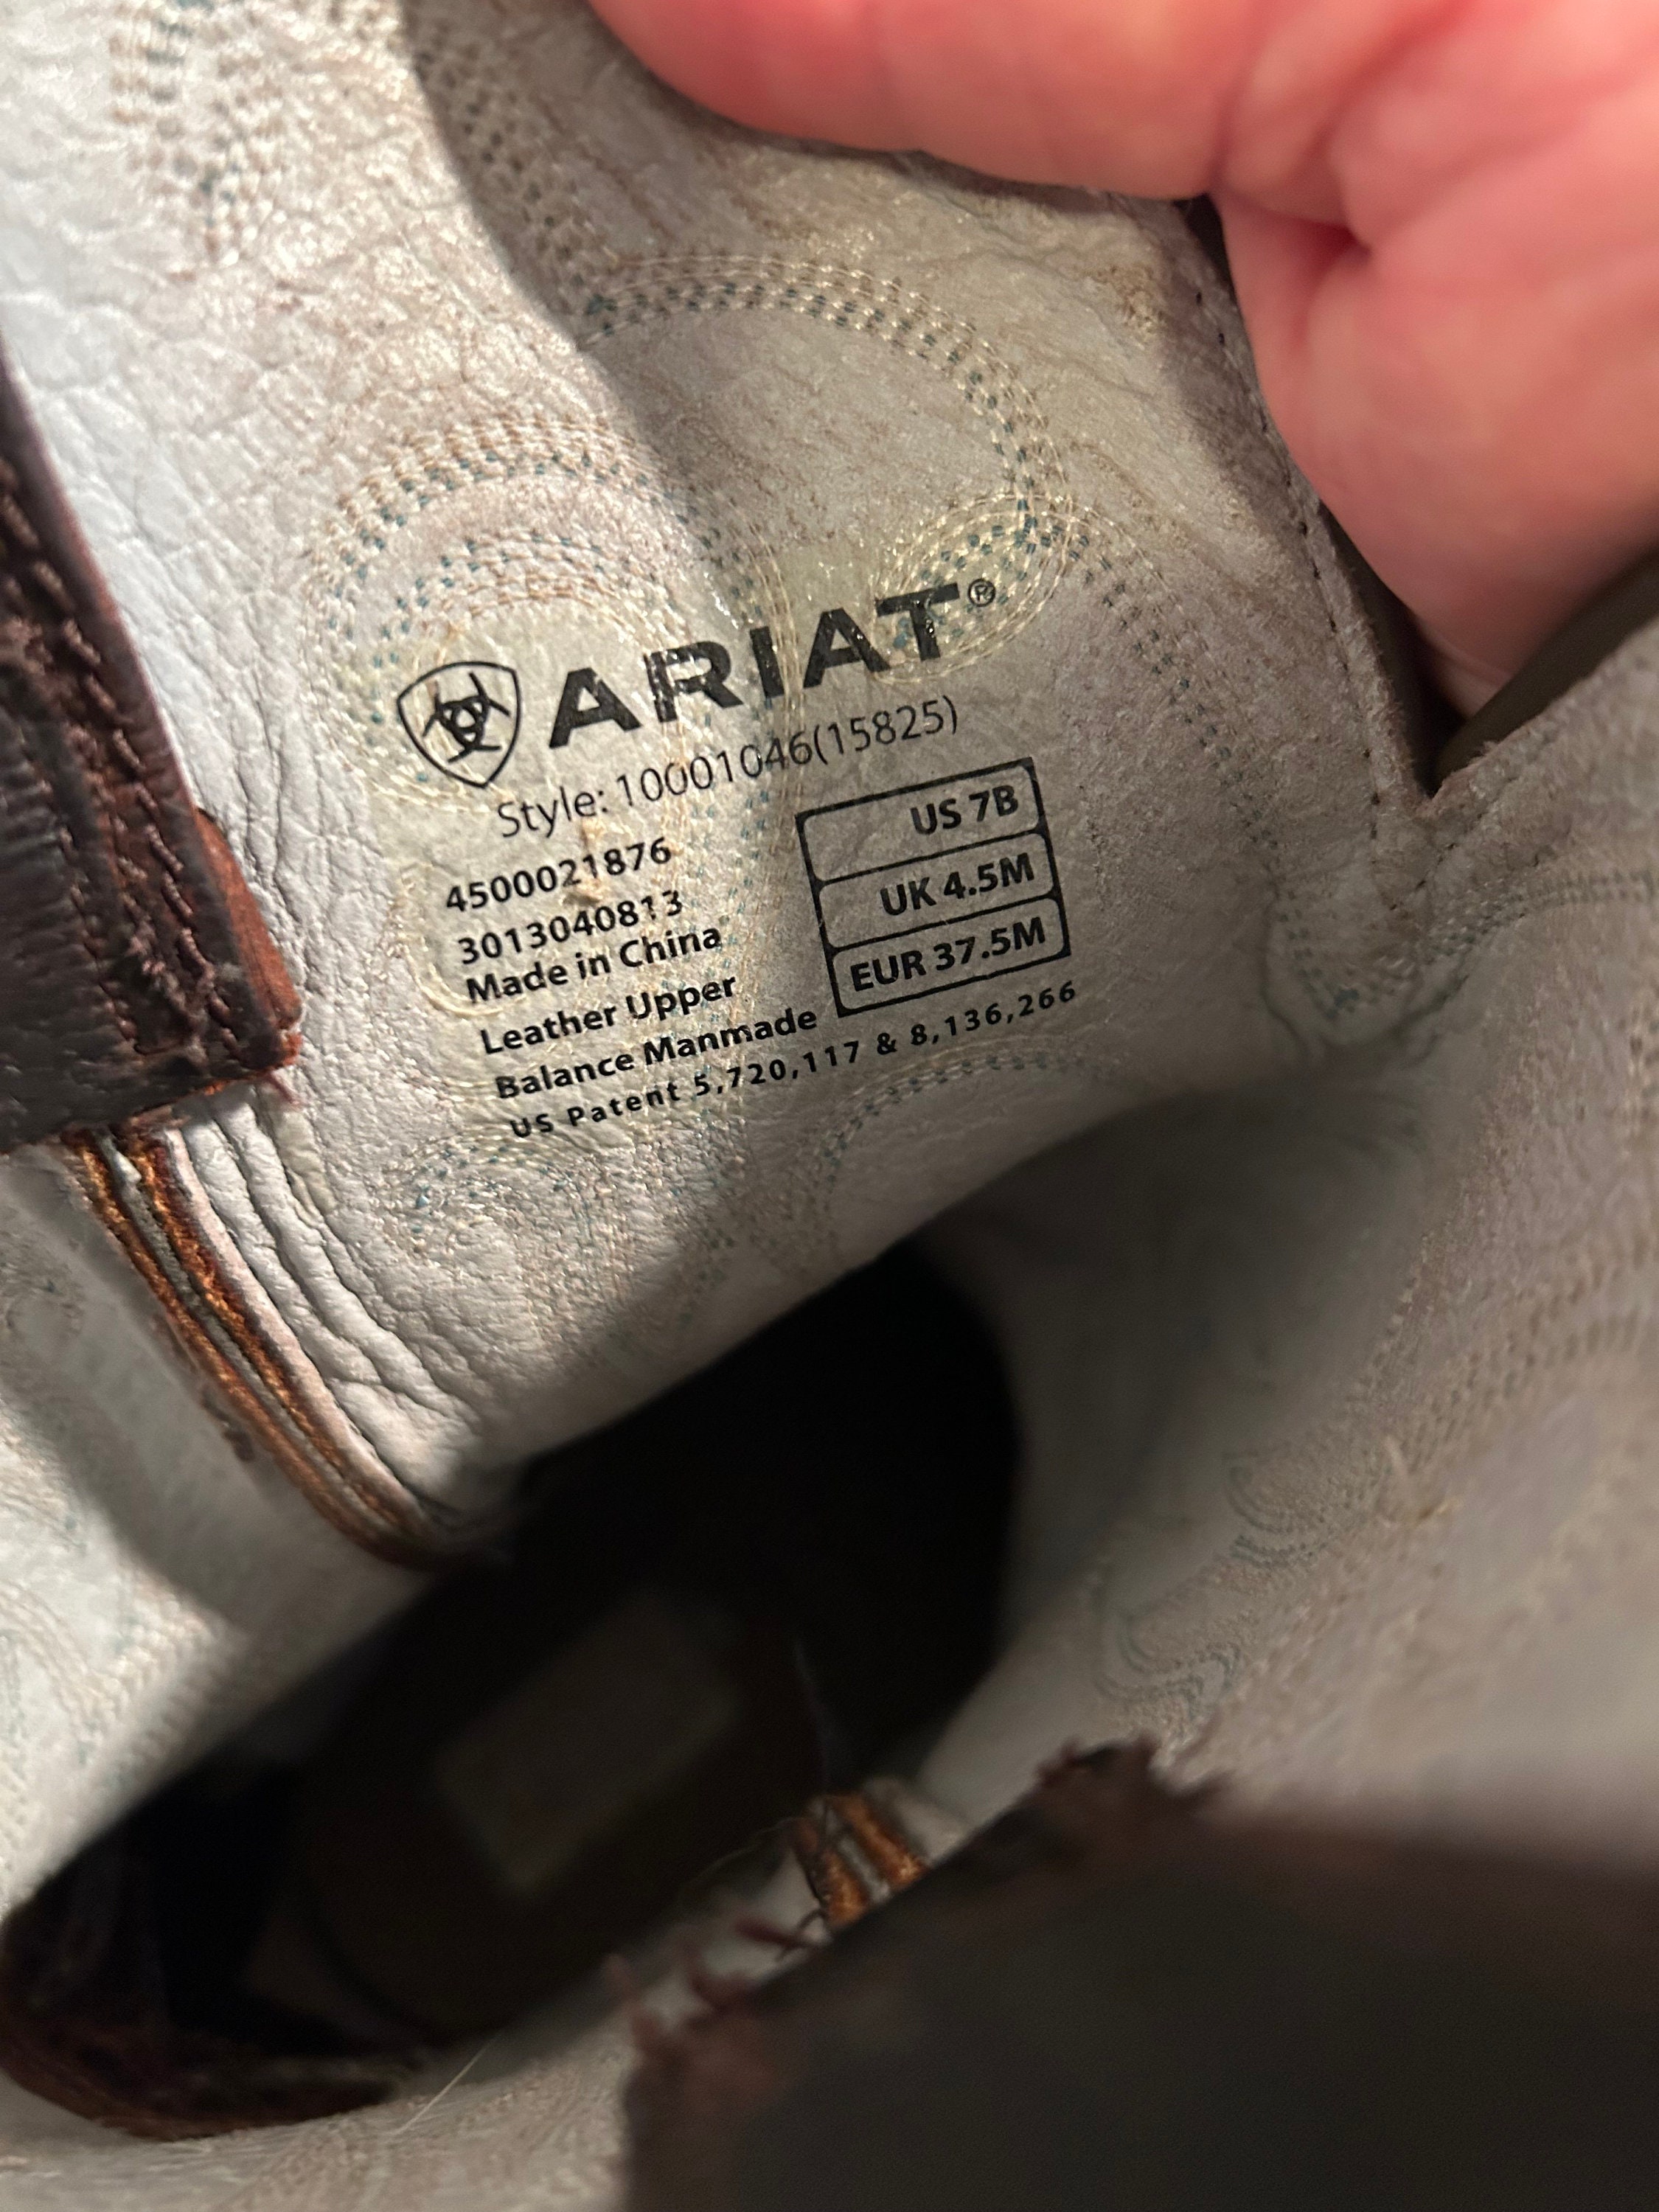 ARIAT®
Style: 10001046(15825)
4500021876
3013040813
Made in China
Leather Upper
Balance Manmade
US Patent 5,720,117 & 8,136,266
US 7B
UK 4.5M
EUR 37.5M